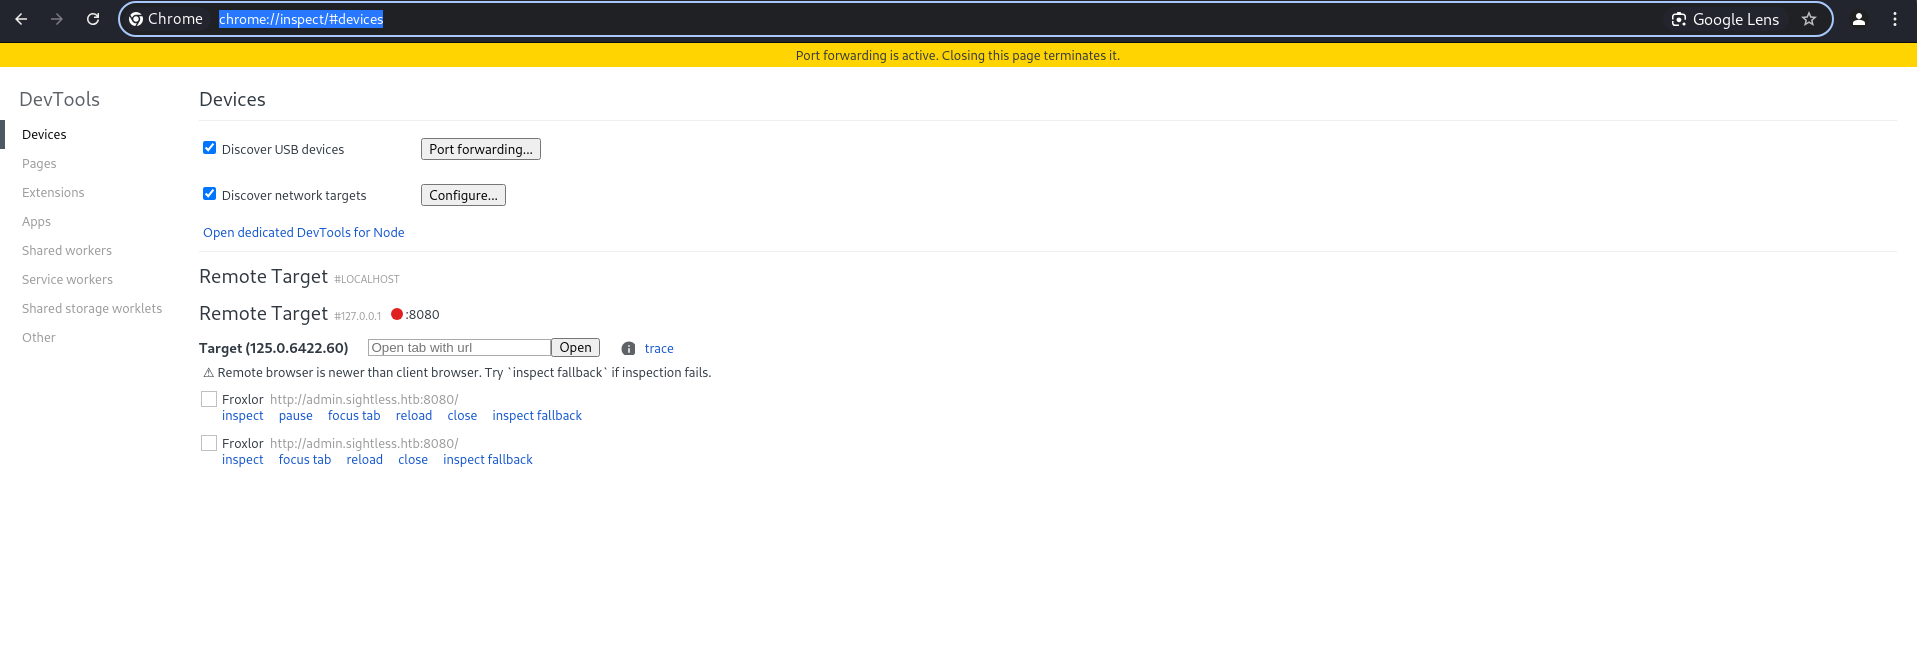 Chrome chrome://inspect/#devices Google Lens
Port forwarding is active. Closing this page terminates it.
DevTools
Devices
Pages
Extensions
Apps
Shared workers
Service workers
Shared storage worklets
Other
Devices
Discover USB devices Port forwarding...
Discover network targets Configure...
Open dedicated DevTools for Node
Remote Target #LOCALHOST
Remote Target #127.0.0.1 :8080
Target (125.0.6422.60) Open tab with url Open trace
⚠ Remote browser is newer than client browser. Try `inspect fallback` if inspection fails.
Froxlor http://admin.sightless.htb:8080/
inspect pause focus tab reload close inspect fallback
Froxlor http://admin.sightless.htb:8080/
inspect focus tab reload close inspect fallback